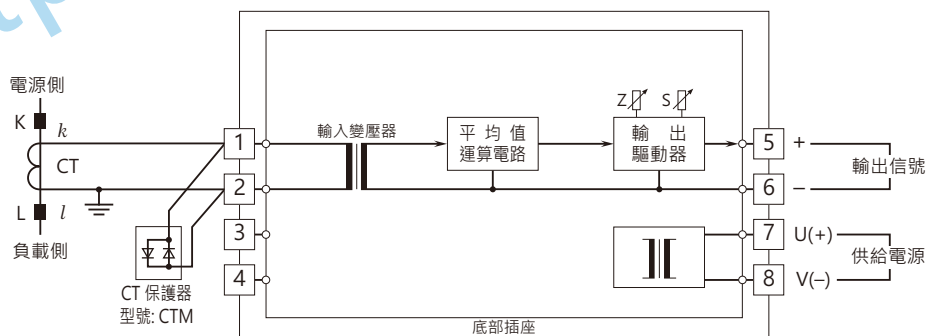 電源側
K
k
CT
L
l
負載側
CT 保護器
型號: CTM
1
2
3
4
輸入變壓器
平均值
運算電路
Z
S
輸出
驅動器
5
6
7
8
+
–
輸出信號
U(+)
V(–)
供給電源
底部插座